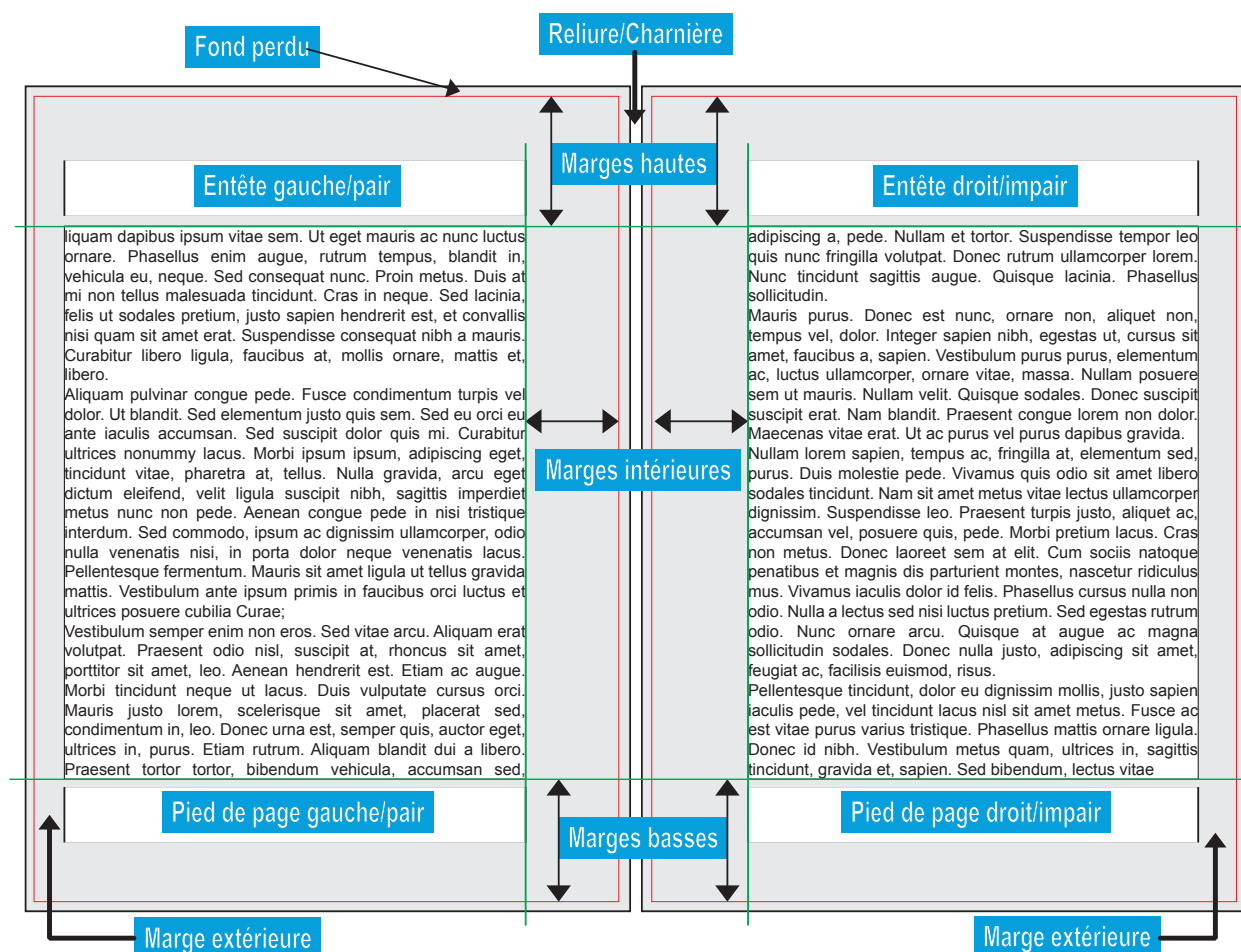 Reliure/Charnière
Fond perdu
Marges hautes
Entête gauche/pair
Entête droit/impair
liquam dapibus ipsum vitae sem. Ut eget mauris ac nunc luctus
ornare. Phasellus enim augue, rutrum tempus, blandit in,
vehicula eu, neque. Sed consequat nunc. Proin metus. Duis at
mi non tellus malesuada tincidunt. Cras in neque. Sed lacinia,
felis ut sodales pretium, justo sapien hendrerit est, et convallis
nisi quam sit amet erat. Suspendisse consequat nibh a mauris.
Curabitur libero ligula, faucibus at, mollis ornare, mattis et,
libero.
Aliquam pulvinar congue pede. Fusce condimentum turpis vel
dolor. Ut blandit. Sed elementum justo quis sem. Sed eu orci eu
ante iaculis accumsan. Sed suscipit dolor quis mi. Curabitur
ultrices nonummy lacus. Morbi ipsum ipsum, adipiscing eget,
tincidunt vitae, pharetra at, tellus. Nulla gravida, arcu eget
dictum eleifend, velit ligula suscipit nibh, sagittis imperdiet
metus nunc non pede. Aenean congue pede in nisi tristique
interdum. Sed commodo, ipsum ac dignissim ullamcorper, odio
nulla venenatis nisi, in porta dolor neque venenatis lacus.
Pellentesque fermentum. Mauris sit amet ligula ut tellus gravida
mattis. Vestibulum ante ipsum primis in faucibus orci luctus et
ultrices posuere cubilia Curae;
Vestibulum semper enim non eros. Sed vitae arcu. Aliquam erat
volutpat. Praesent odio nisl, suscipit at, rhoncus sit amet,
porttitor sit amet, leo. Aenean hendrerit est. Etiam ac augue.
Morbi tincidunt neque ut lacus. Duis vulputate cursus orci.
Mauris justo lorem, scelerisque sit amet, placerat sed,
condimentum in, leo. Donec urna est, semper quis, auctor eget,
ultrices in, purus. Etiam rutrum. Aliquam blandit dui a libero.
Praesent tortor tortor, bibendum vehicula, accumsan sed,
Marges intérieures
adipiscing a, pede. Nullam et tortor. Suspendisse tempor leo
quis nunc fringilla volutpat. Donec rutrum ullamcorper lorem.
Nunc tincidunt sagittis augue. Quisque lacinia. Phasellus
sollicitudin.
Mauris purus. Donec est nunc, ornare non, aliquet non,
tempus vel, dolor. Integer sapien nibh, egestas ut, cursus sit
amet, faucibus a, sapien. Vestibulum purus purus, elementum
ac, luctus ullamcorper, ornare vitae, massa. Nullam posuere
sem ut mauris. Nullam velit. Quisque sodales. Donec suscipit
suscipit erat. Nam blandit. Praesent congue lorem non dolor.
Maecenas vitae erat. Ut ac purus vel purus dapibus gravida.
Nullam lorem sapien, tempus ac, fringilla at, elementum sed,
purus. Duis molestie pede. Vivamus quis odio sit amet libero
sodales tincidunt. Nam sit amet metus vitae lectus ullamcorper
dignissim. Suspendisse leo. Praesent turpis justo, aliquet ac,
accumsan vel, posuere quis, pede. Morbi pretium lacus. Cras
non metus. Donec laoreet sem at elit. Cum sociis natoque
penatibus et magnis dis parturient montes, nascetur ridiculus
mus. Vivamus iaculis dolor id felis. Phasellus cursus nulla non
odio. Nulla a lectus sed nisi luctus pretium. Sed egestas rutrum
odio. Nunc ornare arcu. Quisque at augue ac magna
sollicitudin sodales. Donec nulla justo, adipiscing sit amet,
feugiat ac, facilisis euismod, risus.
Pellentesque tincidunt, dolor eu dignissim mollis, justo sapien
iaculis pede, vel tincidunt lacus nisl sit amet metus. Fusce ac
est vitae purus varius tristique. Phasellus mattis ornare ligula.
Donec id nibh. Vestibulum metus quam, ultrices in, sagittis
tincidunt, gravida et, sapien. Sed bibendum, lectus vitae
Pied de page gauche/pair
Pied de page droit/impair
Marges basses
Marge extérieure
Marge extérieure